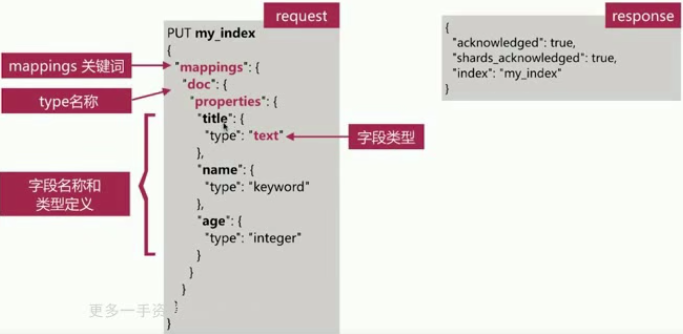 request
PUT my_index
{
"mappings": {
"doc": {
"properties": {
"title": {
"type": "text"
},
"name": {
"type": "keyword"
},
"age": {
"type": "integer"
}
}
}
}
}
mappings 关键词
type名称
字段名称和
类型定义
字段类型
response
{
"acknowledged": true,
"shards_acknowledged": true,
"index": "my_index"
}
更多一手资